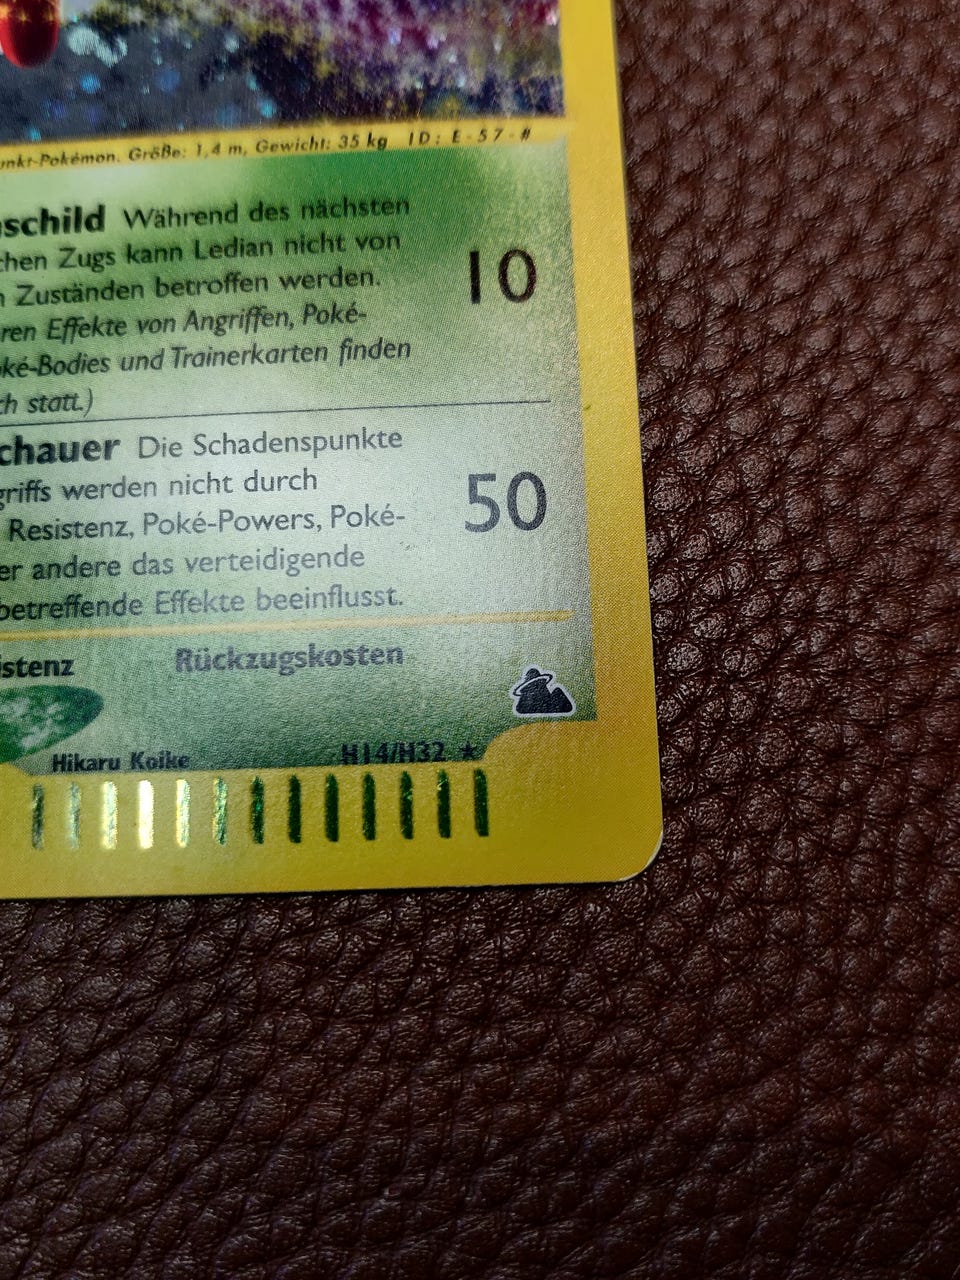 unkt-Pokémon. Größe: 1,4 m, Gewicht: 35 kg ID: E-57-#
schild Während des nächsten
chen Zugs kann Ledian nicht von
n Zuständen betroffen werden.
10
ren Effekte von Angriffen, Poké-
ké-Bodies und Trainerkarten finden
h statt.)
chauer Die Schadenspunkte
griffs werden nicht durch
50
Resistenz, Poké-Powers, Poké-
er andere das verteidigende
betreffende Effekte beeinflusst.
istenz Rückzugskosten
Hikaru Koike H14/H32 ★